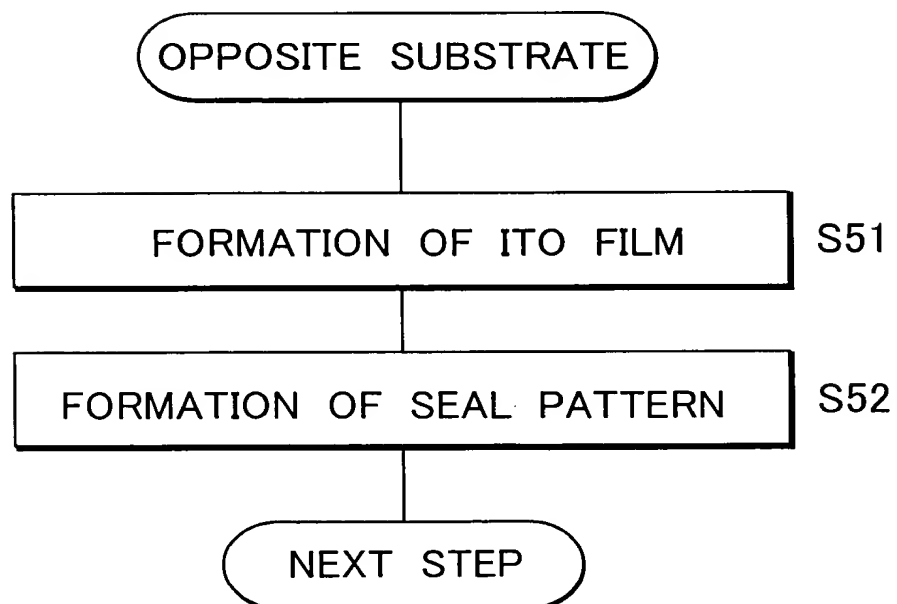 OPPOSITE SUBSTRATE
FORMATION OF ITO FILM S51
FORMATION OF SEAL PATTERN S52
NEXT STEP